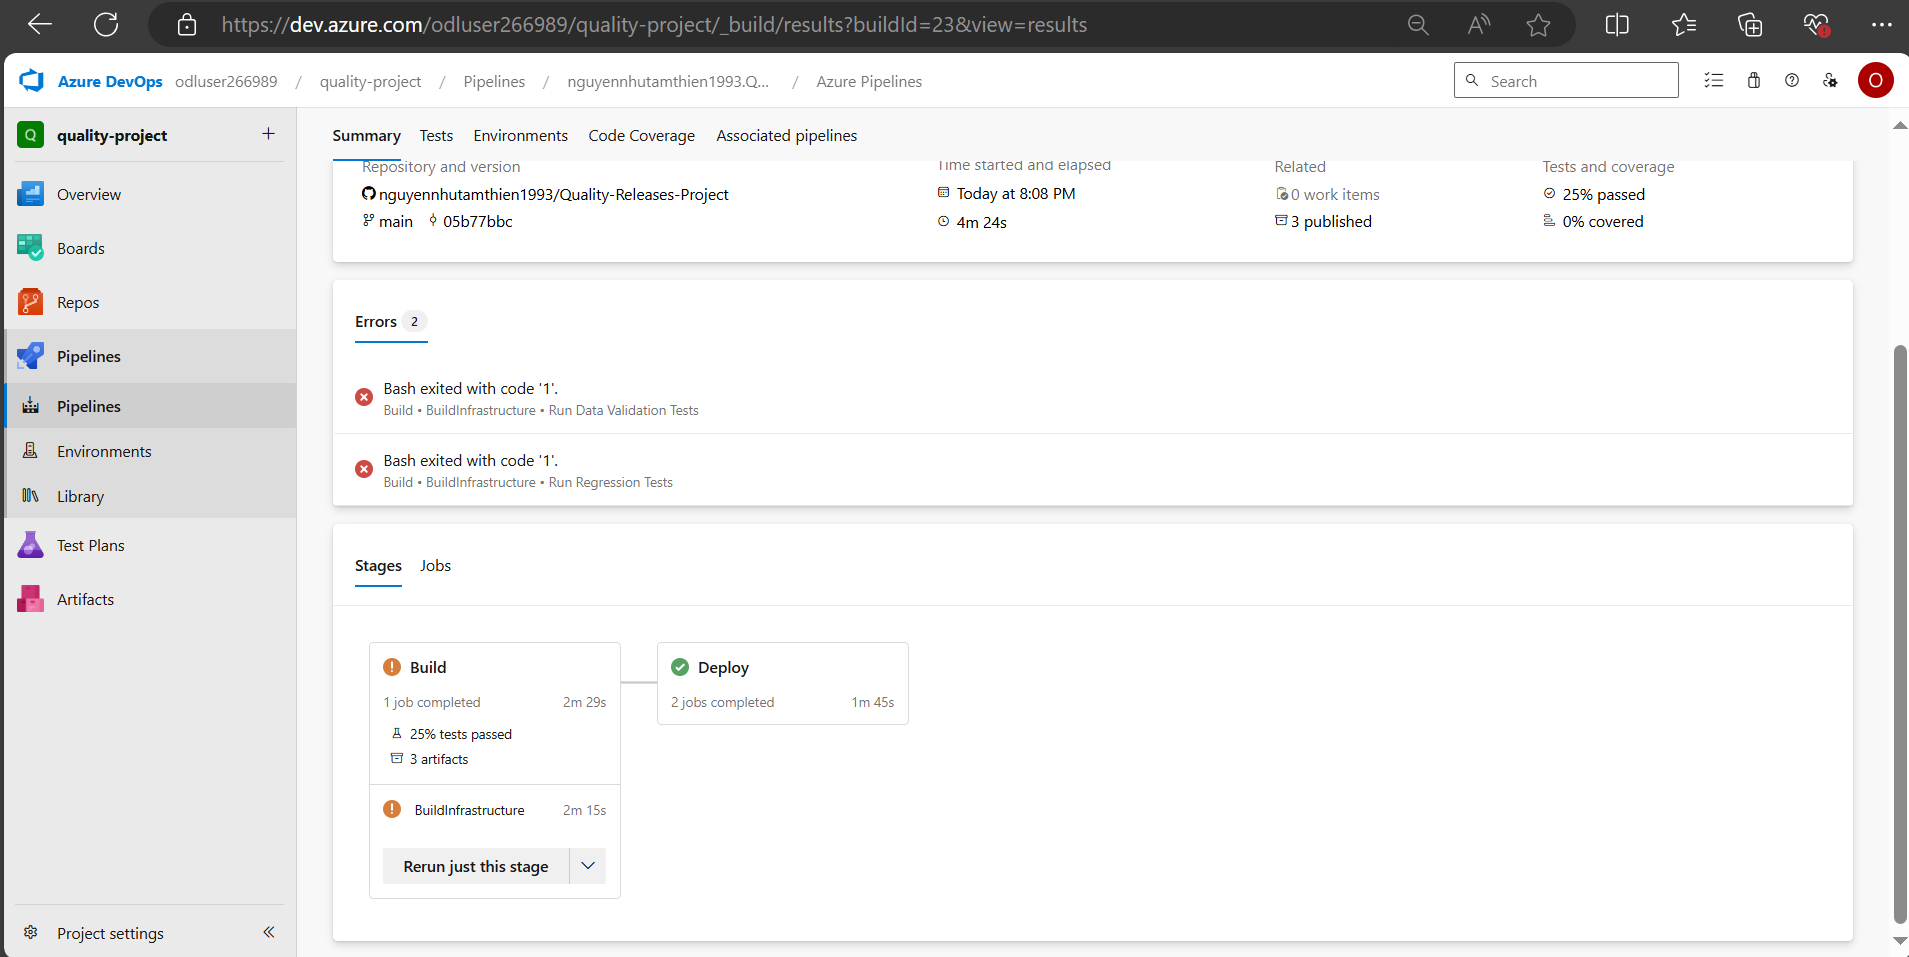 https://dev.azure.com/odluser266989/quality-project/_build/results?buildId=23&view=results
Azure DevOps odluser266989 / quality-project / Pipelines / nguyennhutamthien1993.Q... / Azure Pipelines
Search
O
Q quality-project
Overview
Boards
Repos
Pipelines
Pipelines
Environments
Library
Test Plans
Artifacts
Project settings
Summary Tests Environments Code Coverage Associated pipelines
Repository and version
nguyennhutamthien1993/Quality-Releases-Project
main 05b77bbc
Time started and elapsed
Today at 8:08 PM
4m 24s
Related
0 work items
3 published
Tests and coverage
25% passed
0% covered
Errors 2
Bash exited with code '1'.
Build • BuildInfrastructure • Run Data Validation Tests
Bash exited with code '1'.
Build • BuildInfrastructure • Run Regression Tests
Stages Jobs
Build
1 job completed 2m 29s
25% tests passed
3 artifacts
BuildInfrastructure 2m 15s
Rerun just this stage
Deploy
2 jobs completed 1m 45s